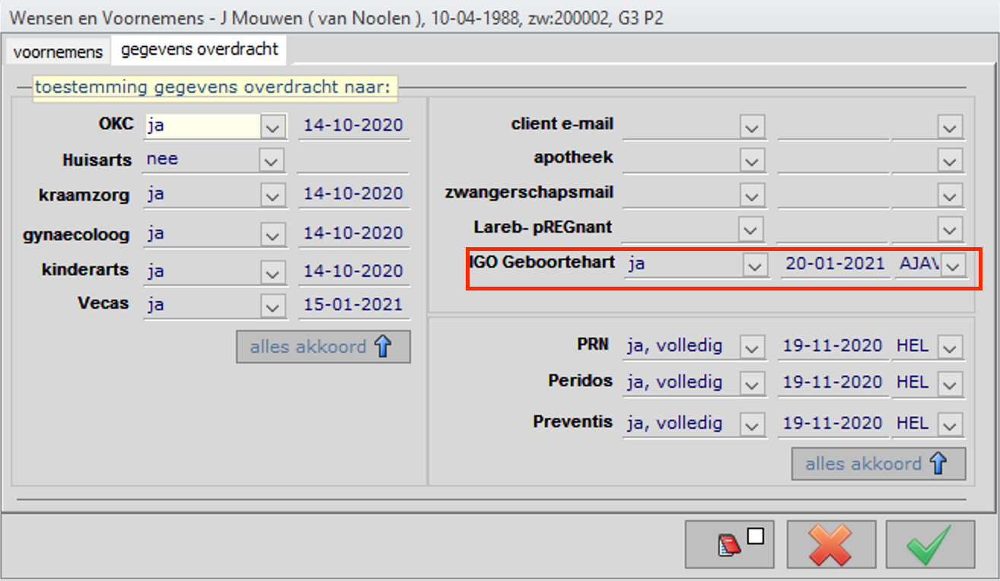 Wensen en Voornemens - J Mouwen ( van Noolen ), 10-04-1988, zw:200002, G3 P2
voornemens gegevens overdracht
toestemming gegevens overdracht naar:
OKC ja 14-10-2020
Huisarts nee
kraamzorg ja 14-10-2020
gynaecoloog ja 14-10-2020
kinderarts ja 14-10-2020
Vecas ja 15-01-2021
alles akkoord
client e-mail
apotheek
zwangerschapsmail
Lareb- pREGnant
IGO Geboortehart ja 20-01-2021 AJAV
PRN ja, volledig 19-11-2020 HEL
Peridos ja, volledig 19-11-2020 HEL
Preventis ja, volledig 19-11-2020 HEL
alles akkoord